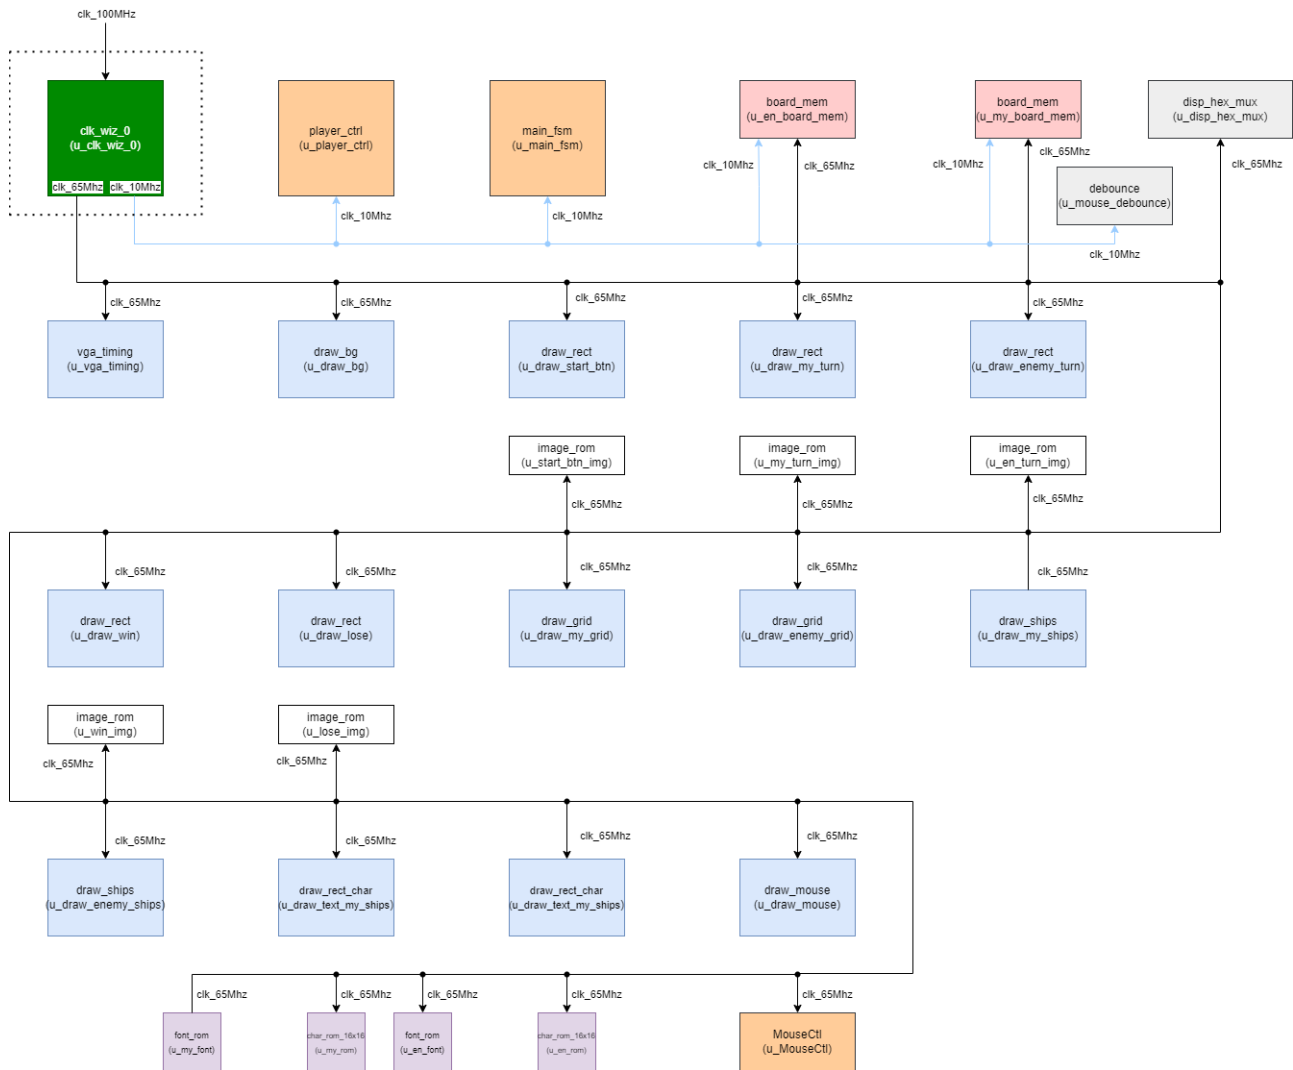 clk_100MHz
clk_wiz_0
(u_clk_wiz_0)
clk_65Mhz
clk_10Mhz
player_ctrl
(u_player_ctrl)
clk_10Mhz
main_fsm
(u_main_fsm)
clk_10Mhz
board_mem
(u_en_board_mem)
clk_10Mhz
clk_65Mhz
board_mem
(u_my_board_mem)
clk_10Mhz
clk_65Mhz
disp_hex_mux
(u_disp_hex_mux)
clk_65Mhz
debounce
(u_mouse_debounce)
clk_10Mhz
clk_65Mhz
clk_65Mhz
clk_65Mhz
clk_65Mhz
clk_65Mhz
vga_timing
(u_vga_timing)
draw_bg
(u_draw_bg)
draw_rect
(u_draw_start_btn)
draw_rect
(u_draw_my_turn)
draw_rect
(u_draw_enemy_turn)
image_rom
(u_start_btn_img)
image_rom
(u_my_turn_img)
image_rom
(u_en_turn_img)
clk_65Mhz
clk_65Mhz
clk_65Mhz
clk_65Mhz
clk_65Mhz
clk_65Mhz
clk_65Mhz
clk_65Mhz
draw_rect
(u_draw_win)
draw_rect
(u_draw_lose)
draw_grid
(u_draw_my_grid)
draw_grid
(u_draw_enemy_grid)
draw_ships
(u_draw_my_ships)
image_rom
(u_win_img)
image_rom
(u_lose_img)
clk_65Mhz
clk_65Mhz
clk_65Mhz
clk_65Mhz
clk_65Mhz
clk_65Mhz
draw_ships
(u_draw_enemy_ships)
draw_rect_char
(u_draw_text_my_ships)
draw_rect_char
(u_draw_text_my_ships)
draw_mouse
(u_draw_mouse)
clk_65Mhz
clk_65Mhz
clk_65Mhz
clk_65Mhz
clk_65Mhz
font_rom
(u_my_font)
char_rom_16x16
(u_my_rom)
font_rom
(u_en_font)
char_rom_16x16
(u_en_rom)
MouseCtl
(u_MouseCtl)